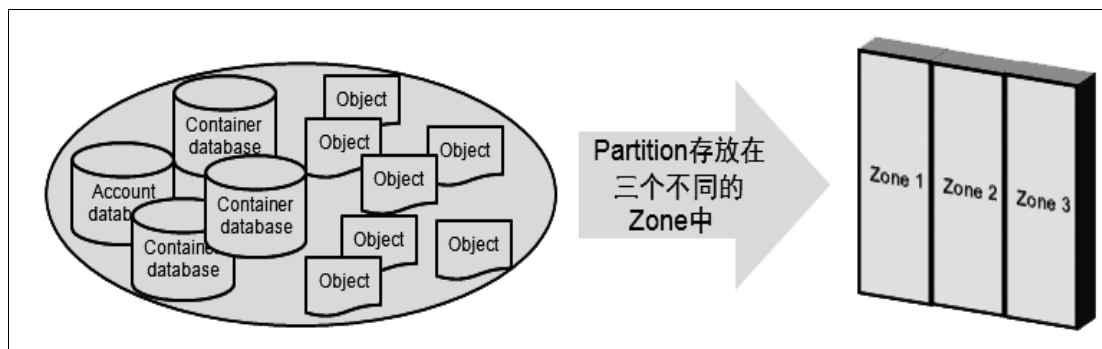 Container
database
Account
database
Container
database
Container
database
Object
Object
Object
Object
Object
Object
Object
Partition存放在
三个不同的
Zone中
Zone 1
Zone 2
Zone 3